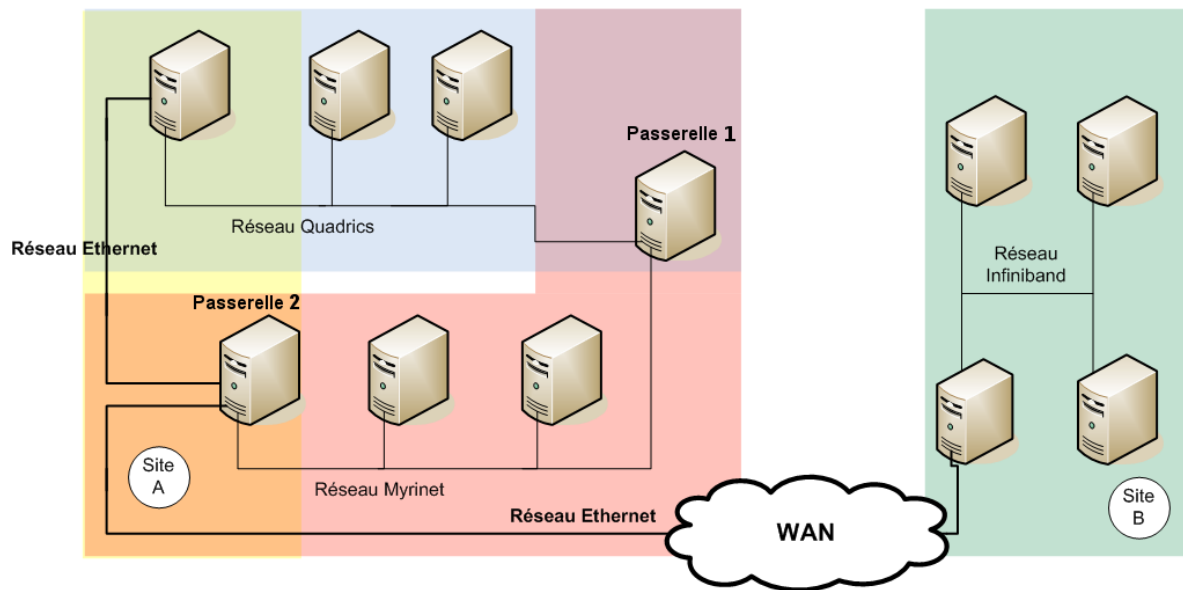 Passerelle 1
Réseau Quadrics
Réseau Ethernet
Réseau
Infiniband
Passerelle 2
Site
A
Réseau Myrinet
Réseau Ethernet
WAN
Site
B